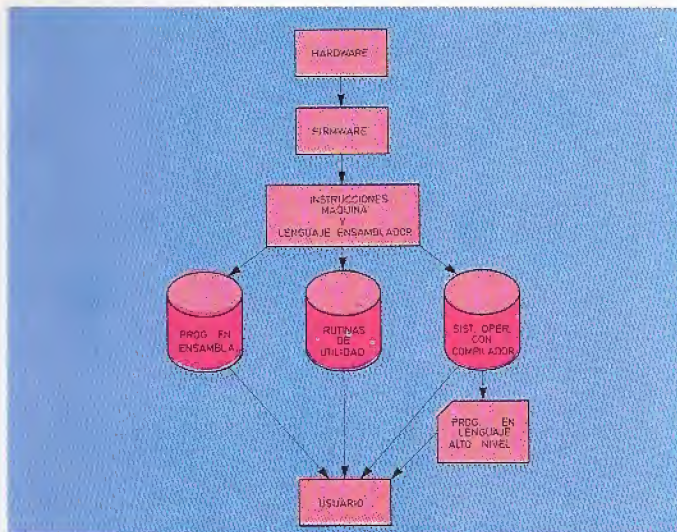 HARDWARE
FIRMWARE
INSTRUCCIONES
MAQUINA
Y
LENGUAJE ENSAMBLADOR
PROG. EN
ENSAMBLA.
RUTINAS
DE
UTILIDAD
SIST. OPER.
CON
COMPILADOR
PROG. EN
LENGUAJE
ALTO NIVEL
USUARIO